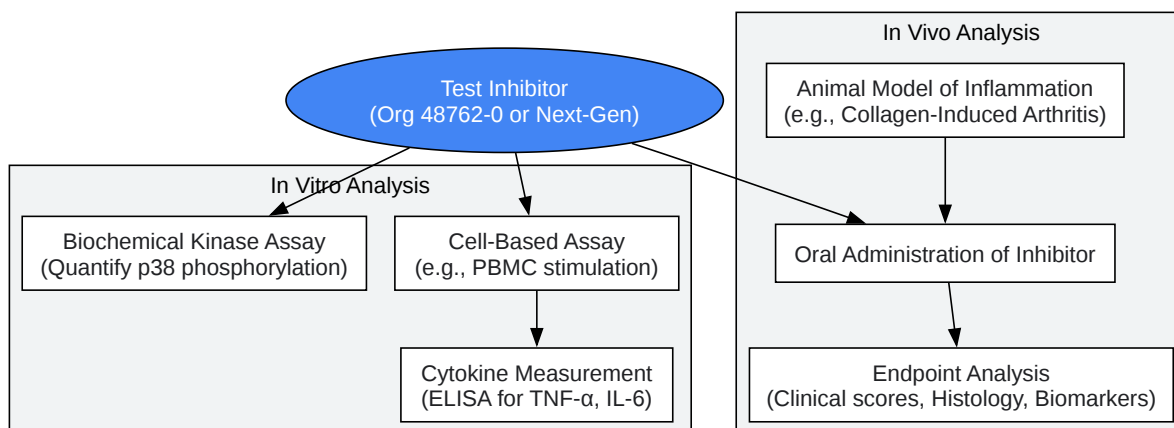 In Vivo Analysis
Test Inhibitor
(Org 48762-0 or Next-Gen)
Animal Model of Inflammation
(e.g., Collagen-Induced Arthritis)
In Vitro Analysis
Biochemical Kinase Assay
(Quantify p38 phosphorylation)
Cell-Based Assay
(e.g., PBMC stimulation)
Oral Administration of Inhibitor
Cytokine Measurement
(ELISA for TNF-α, IL-6)
Endpoint Analysis
(Clinical scores, Histology, Biomarkers)